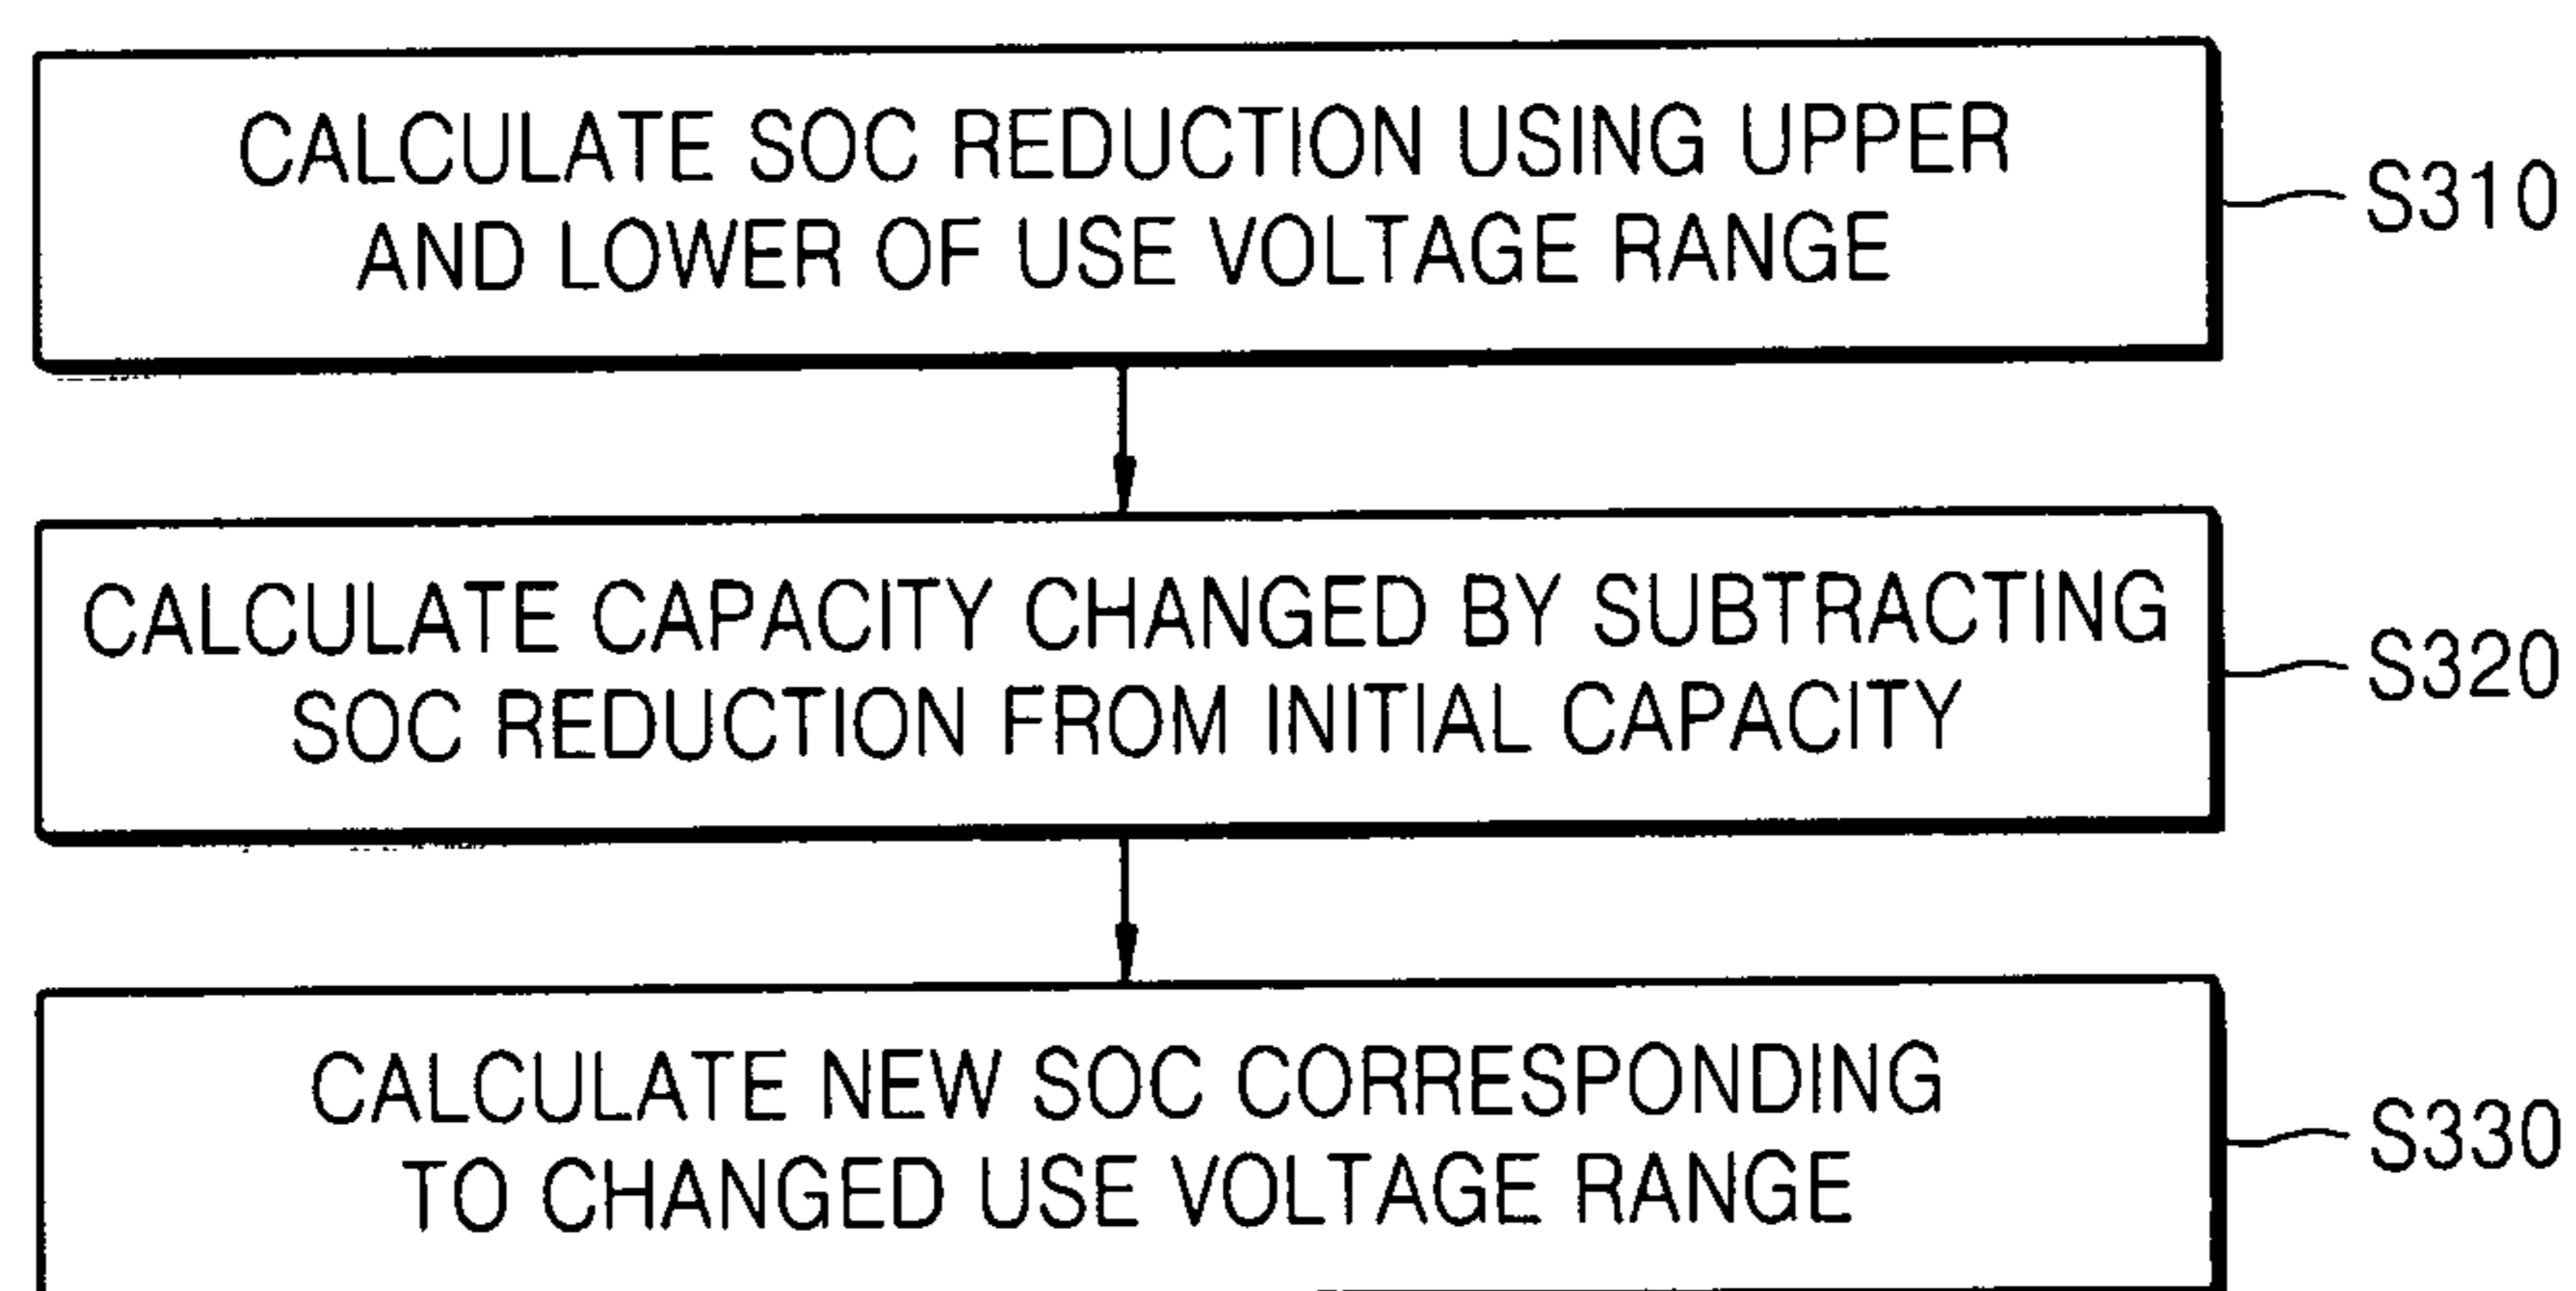 CALCULATE SOC REDUCTION USING UPPER
AND LOWER OF USE VOLTAGE RANGE
S310
CALCULATE CAPACITY CHANGED BY SUBTRACTING
SOC REDUCTION FROM INITIAL CAPACITY
S320
CALCULATE NEW SOC CORRESPONDING
TO CHANGED USE VOLTAGE RANGE
S330